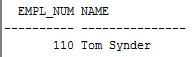 EMPL_NUM NAME
---------- ---------------
110 Tom Synder